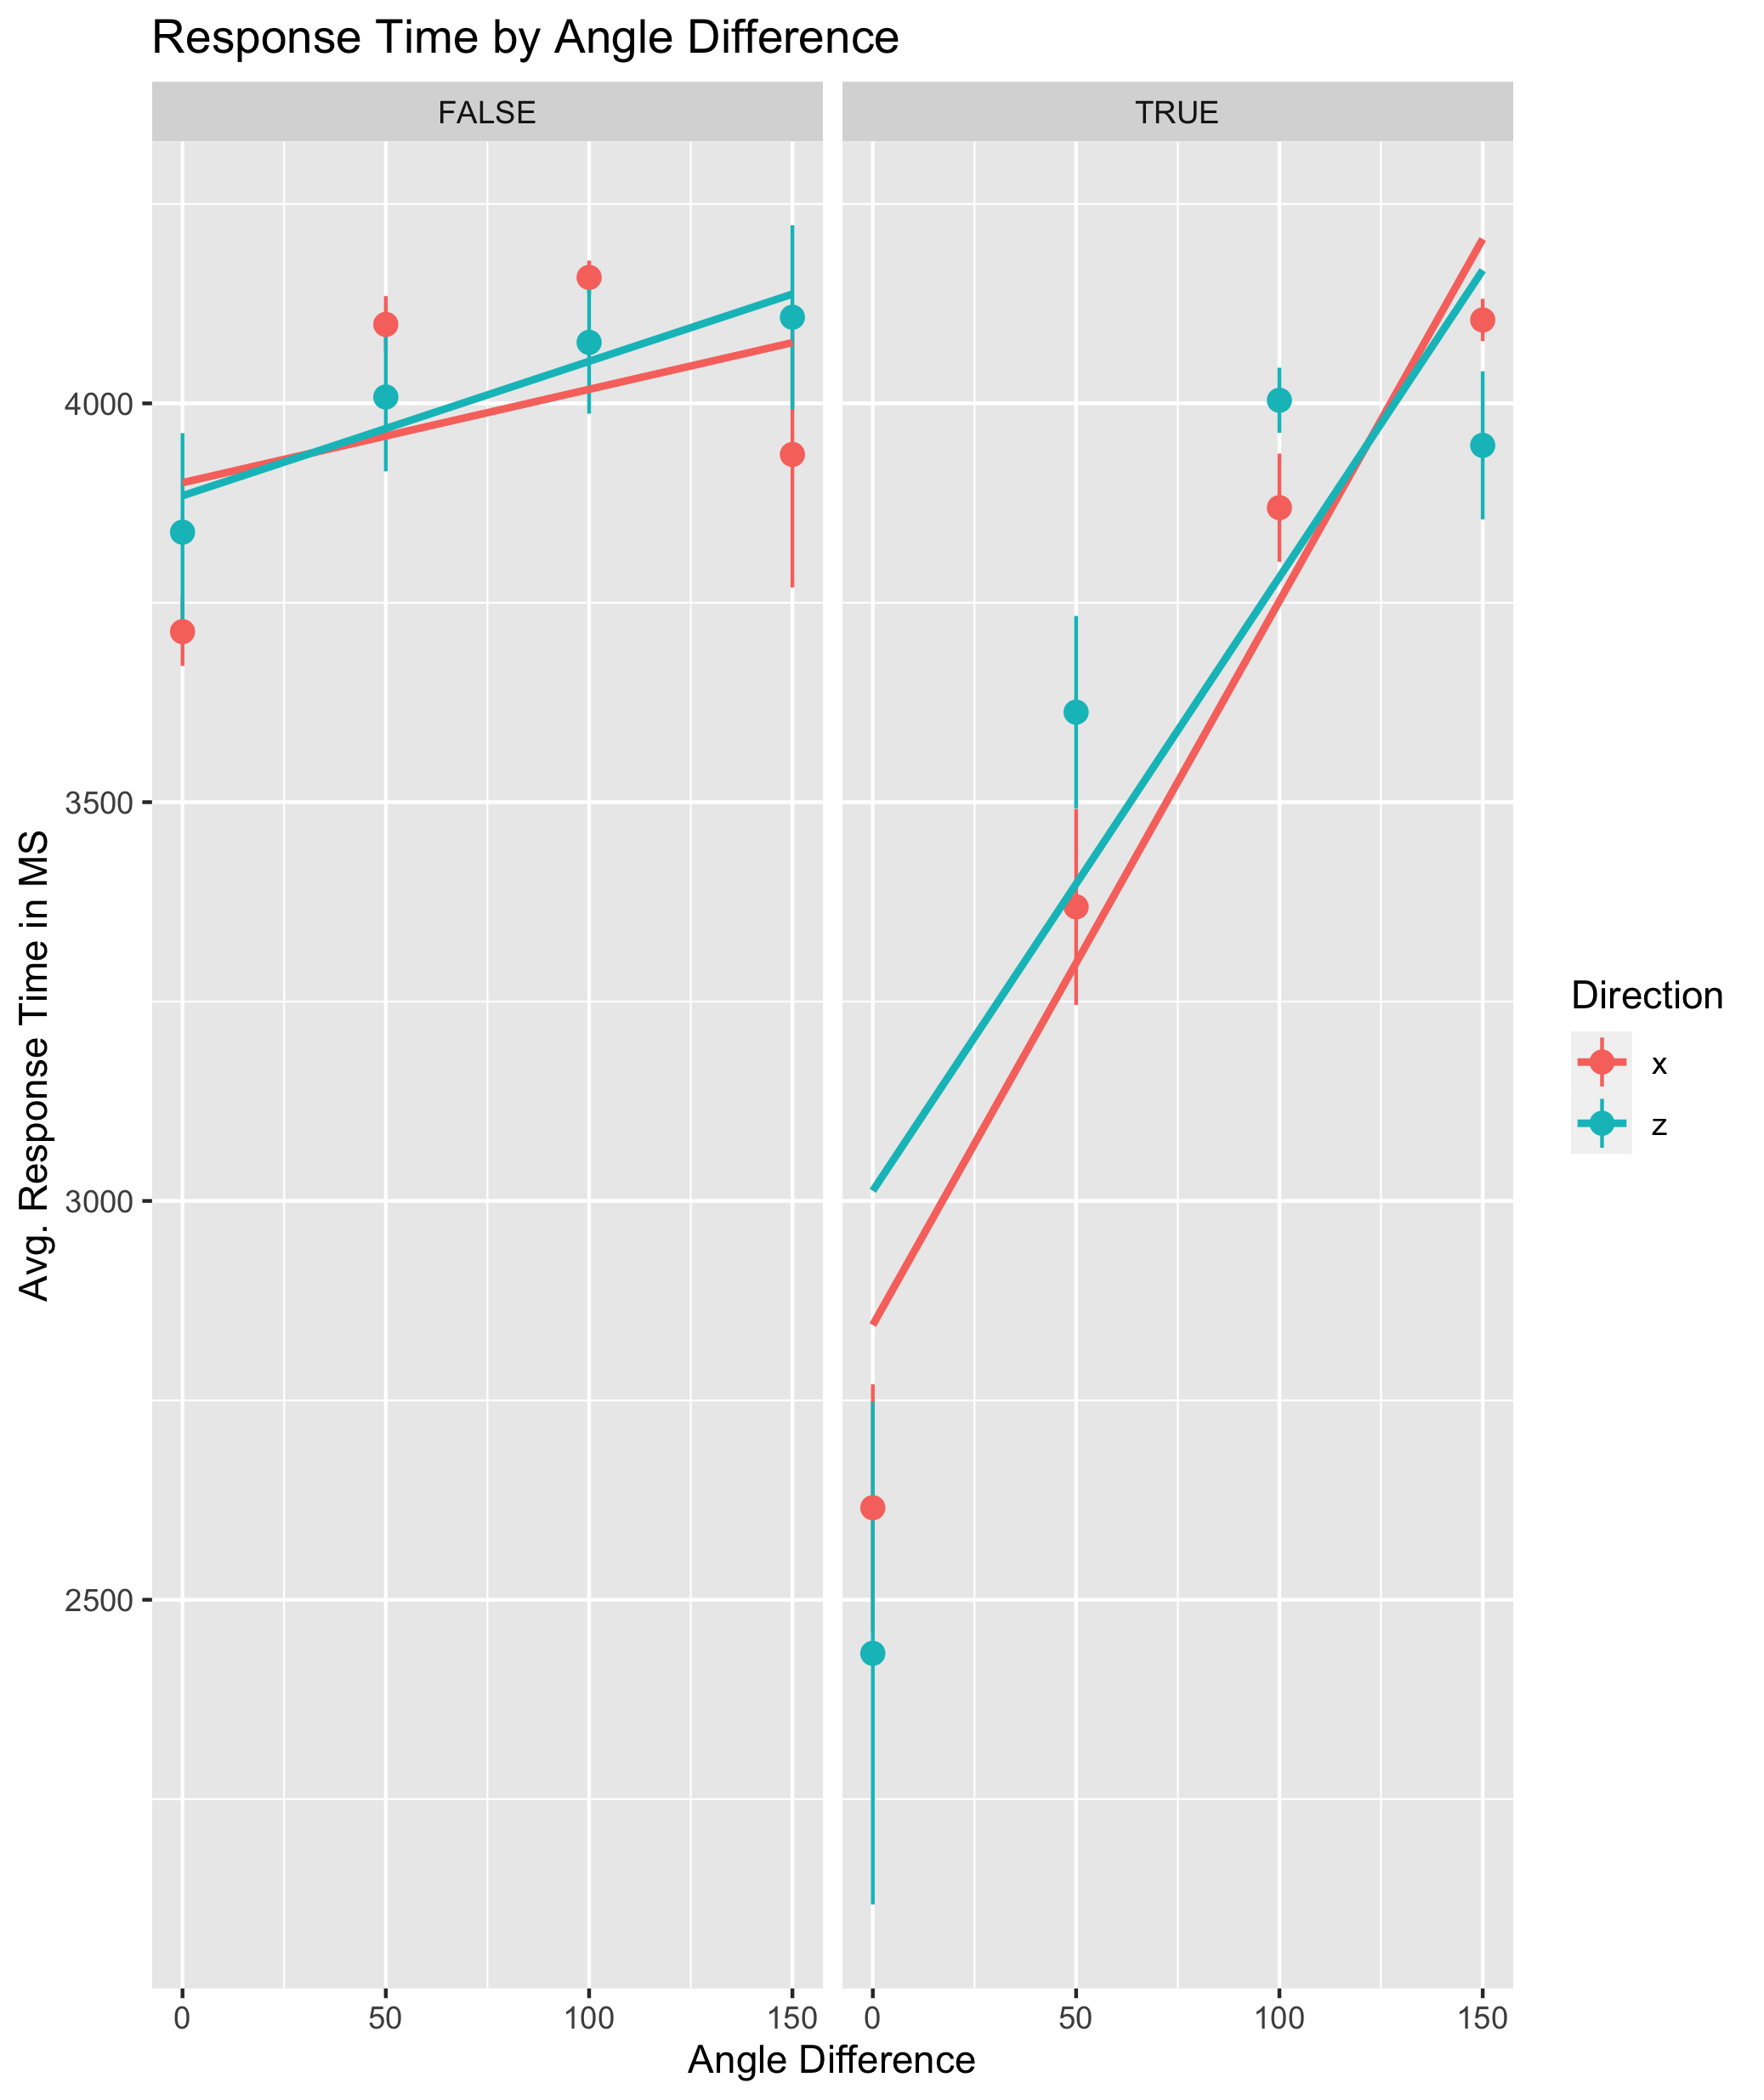 Response Time by Angle Difference
FALSE
TRUE
Avg. Response Time in MS
4000
3500
3000
2500
0 50 100 150
0 50 100 150
Angle Difference
Direction
x
z